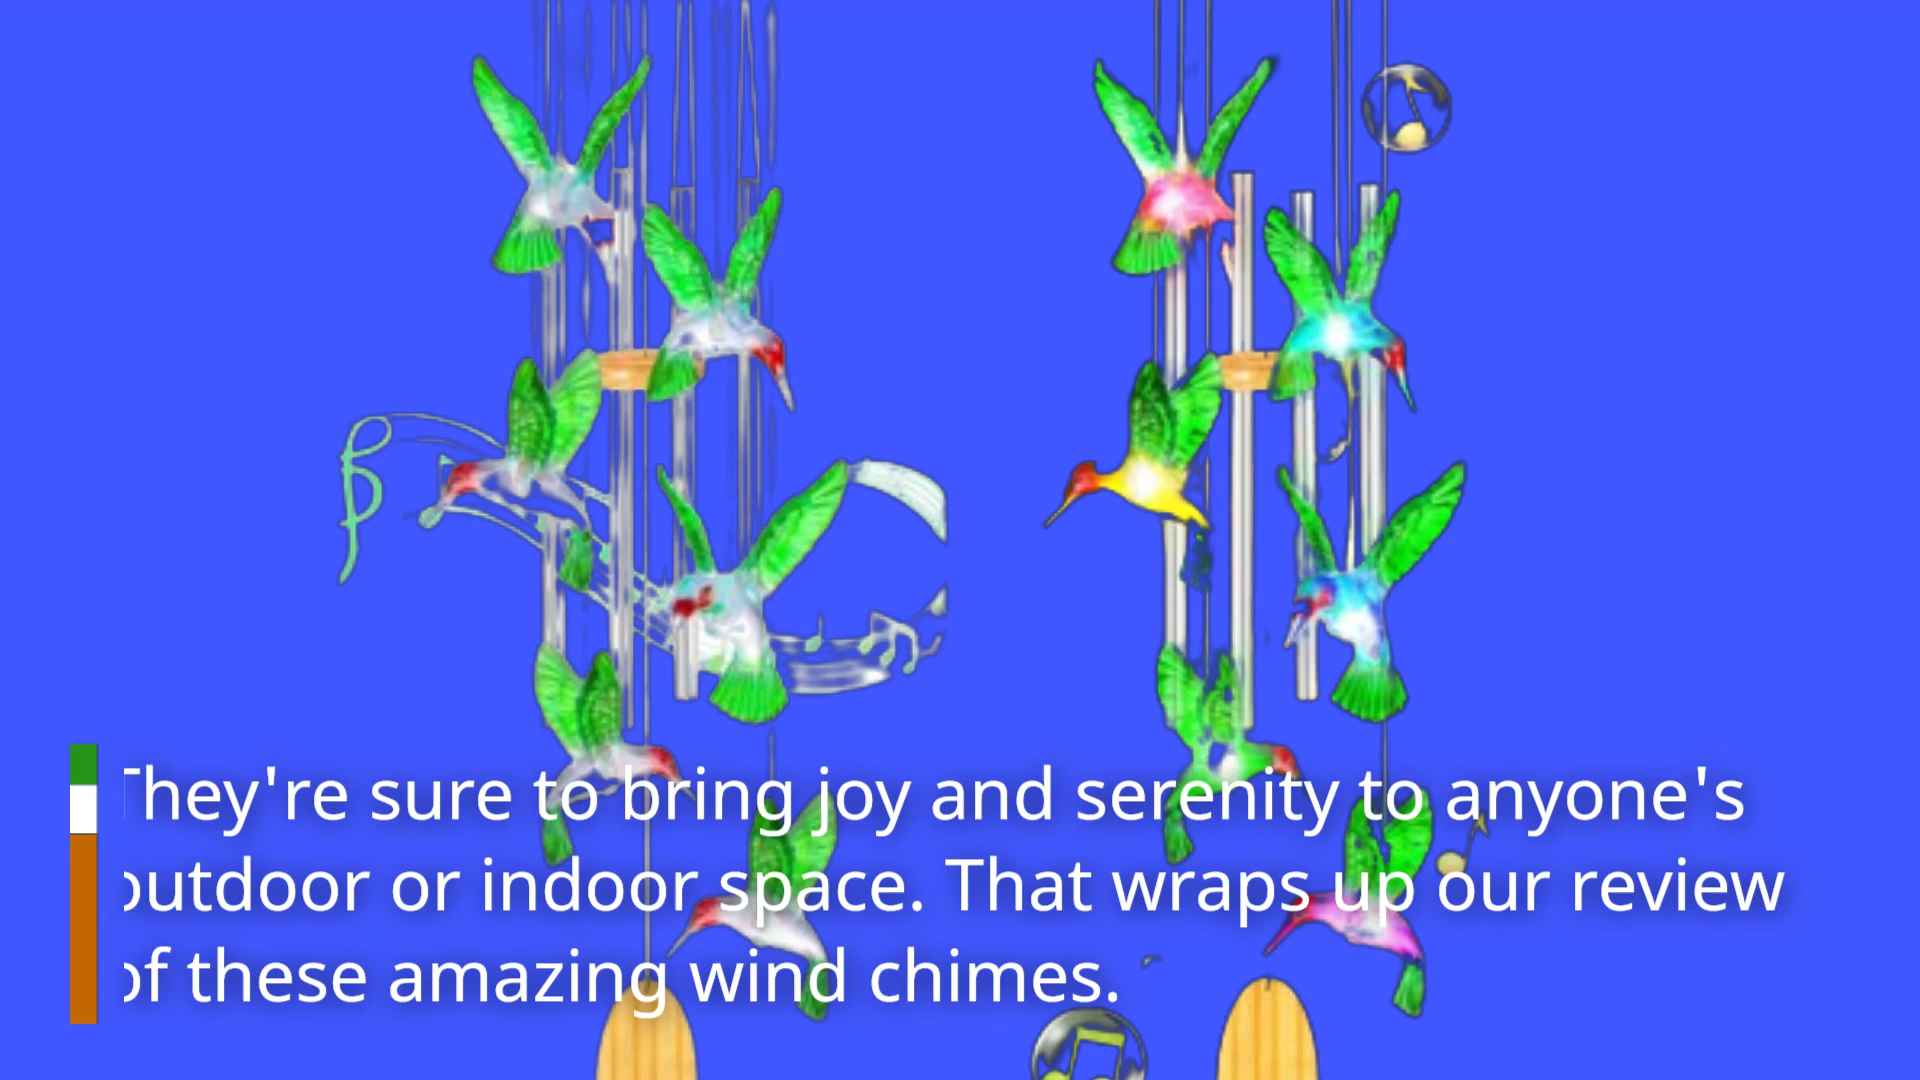 They're sure to bring joy and serenity to anyone's
outdoor or indoor space. That wraps up our review
of these amazing wind chimes.